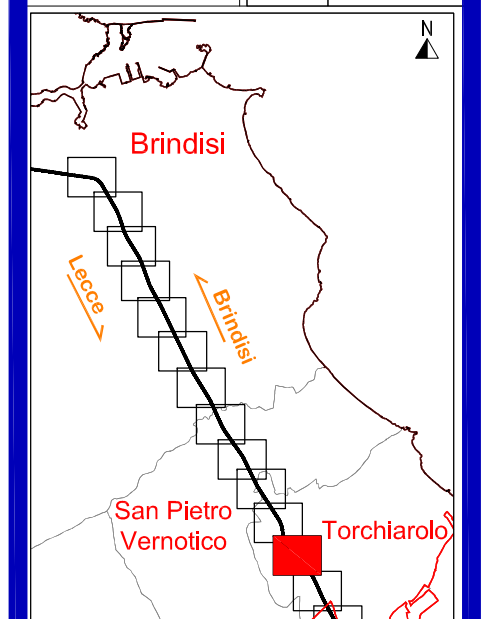 N
Brindisi
Lecce
Brindisi
San Pietro
Vernotico
Torchiarolo